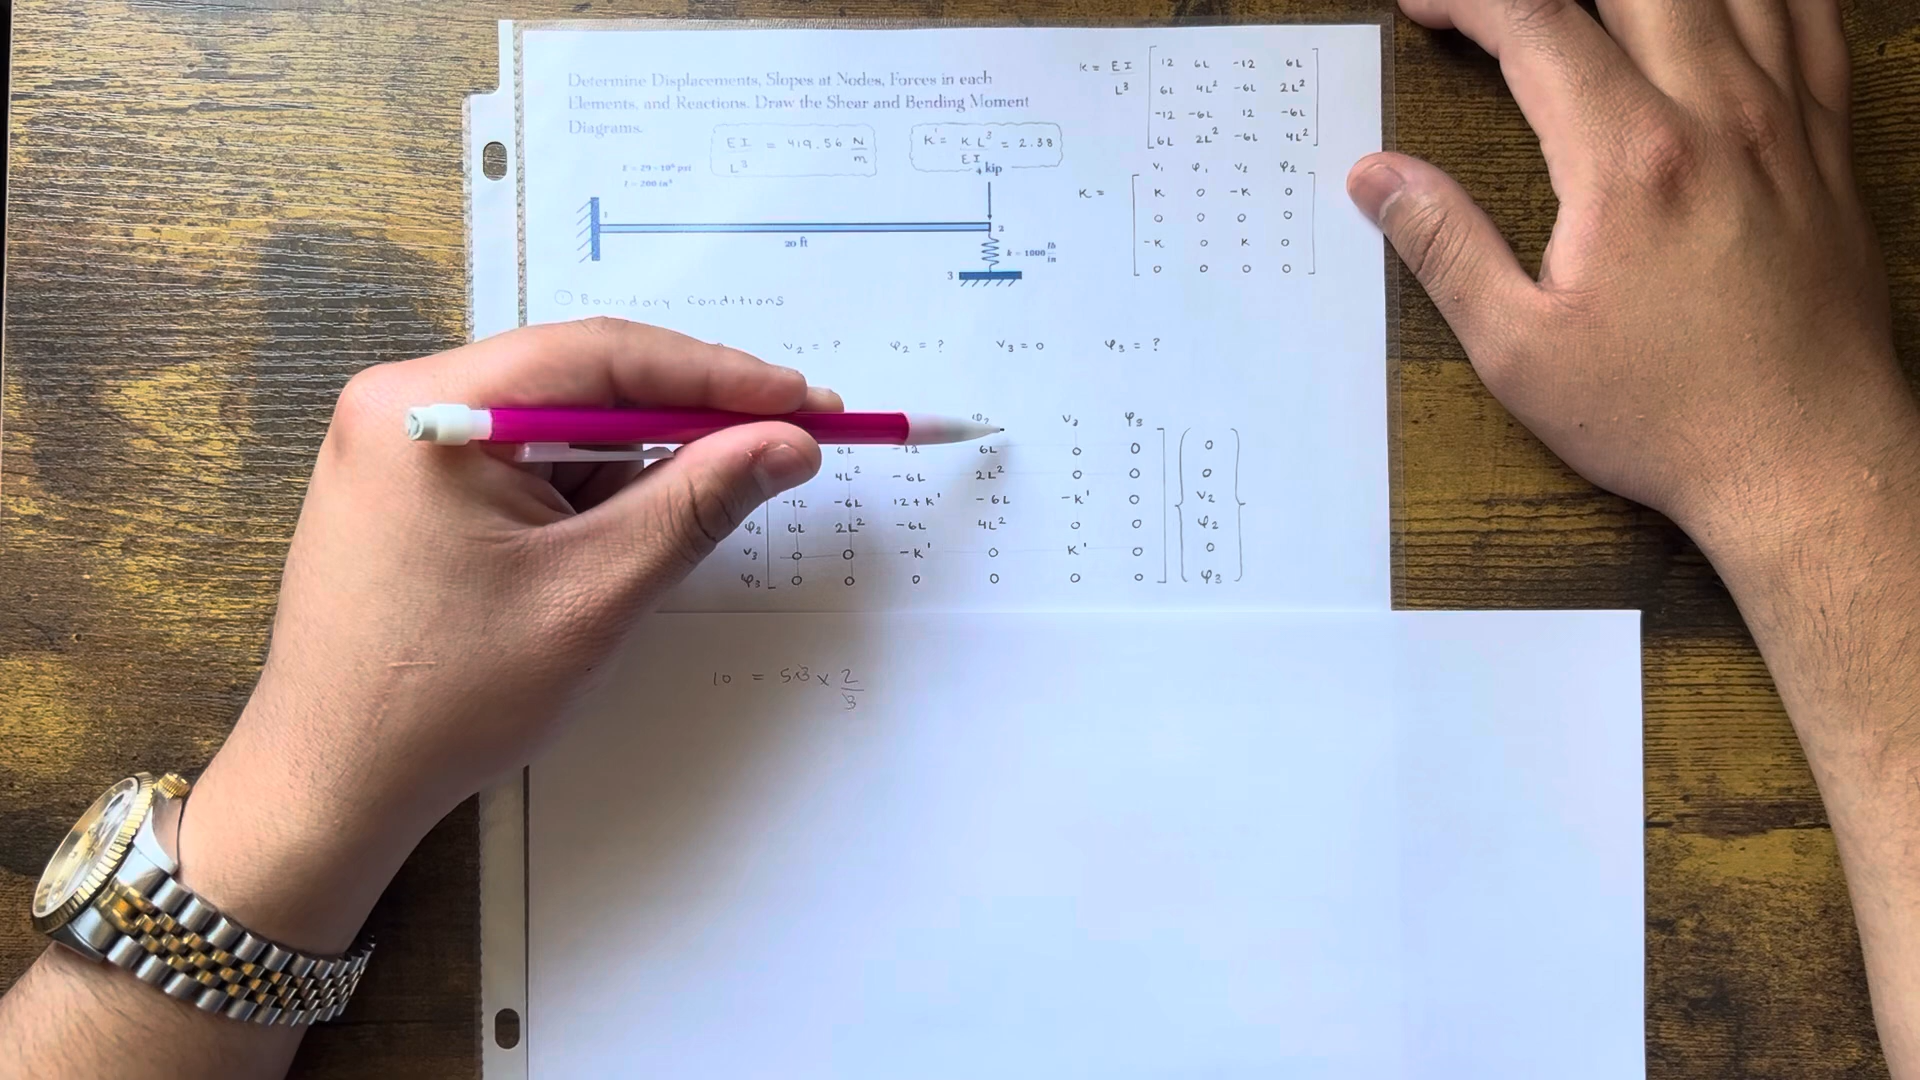 Determine Displacements, Slopes at Nodes, Forces in each
Elements, and Reactions. Draw the Shear and Bending Moment
Diagrams.
EI/L³ = 419.56 N/m
K' = KL³/EI = 2.38
E = 29 · 10⁶ psi
I = 200 in⁴
kip
1
2
20 ft
k = 1000 lb/in
3
K = EI/L³
12 6L -12 6L
6L 4L² -6L 2L²
-12 -6L 12 -6L
6L 2L² -6L 4L²
v₁ φ₁ v₂ φ₂
K =
K 0 -K 0
0 0 0 0
-K 0 K 0
0 0 0 0
① Boundary Conditions
v₂ = ? φ₂ = ? v₃ = 0 φ₃ = ?
φ₂ v₃ φ₃
6L -12 6L 0 0 0
4L² -6L 2L² 0 0 0
-12 -6L 12+K' -6L -K' 0 v₂
φ₂ 6L 2L² -6L 4L² 0 0 φ₂
v₃ 0 0 -K' 0 K' 0 0
φ₃ 0 0 0 0 0 0 φ₃